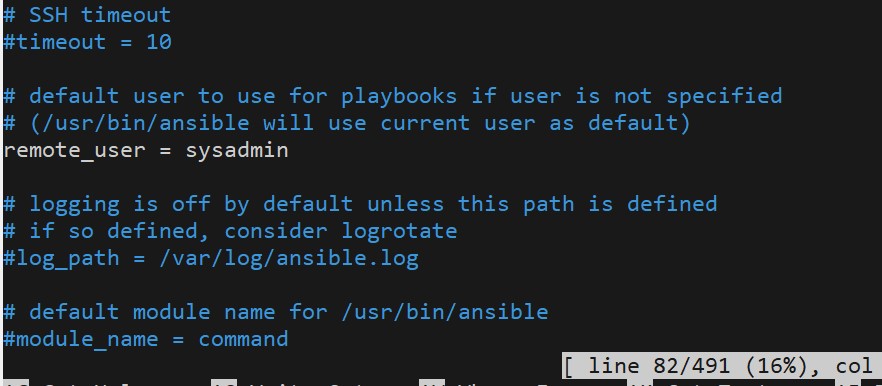 # SSH timeout
#timeout = 10
# default user to use for playbooks if user is not specified
# (/usr/bin/ansible will use current user as default)
remote_user = sysadmin
# logging is off by default unless this path is defined
# if so defined, consider logrotate
#log_path = /var/log/ansible.log
# default module name for /usr/bin/ansible
#module_name = command
[ line 82/491 (16%), col